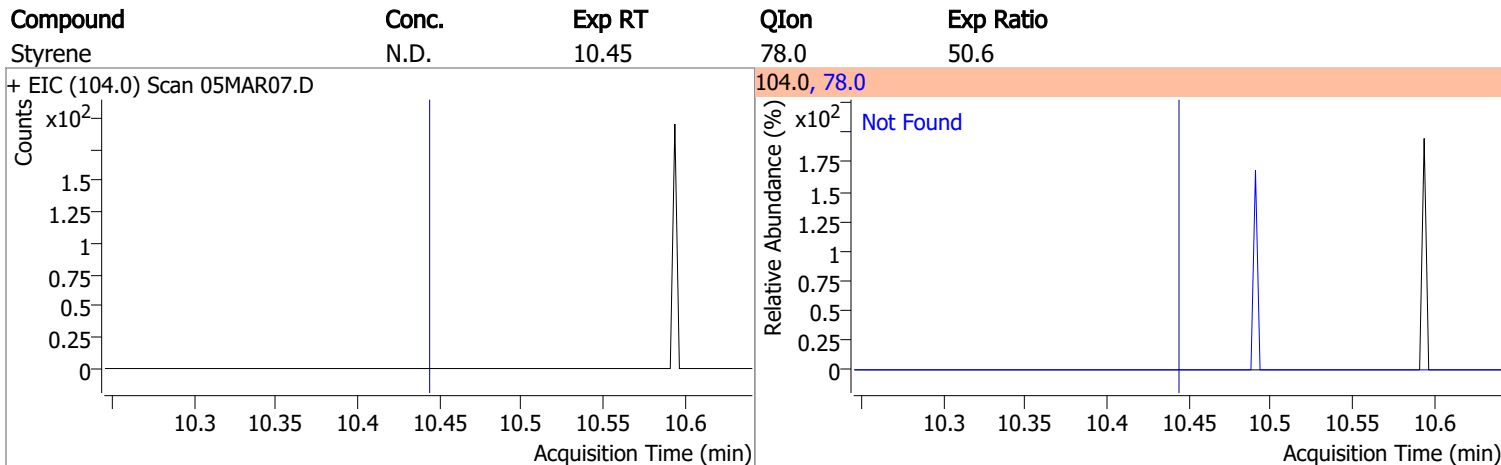 Compound Conc. Exp RT QIon Exp Ratio
Styrene N.D. 10.45 78.0 50.6
+ EIC (104.0) Scan 05MAR07.D
Counts
x10²
1.5
1.25
1
0.75
0.5
0.25
0
10.3 10.35 10.4 10.45 10.5 10.55 10.6
Acquisition Time (min)
104.0, 78.0
Relative Abundance (%)
x10²
Not Found
1.75
1.5
1.25
1
0.75
0.5
0.25
0
10.3 10.35 10.4 10.45 10.5 10.55 10.6
Acquisition Time (min)